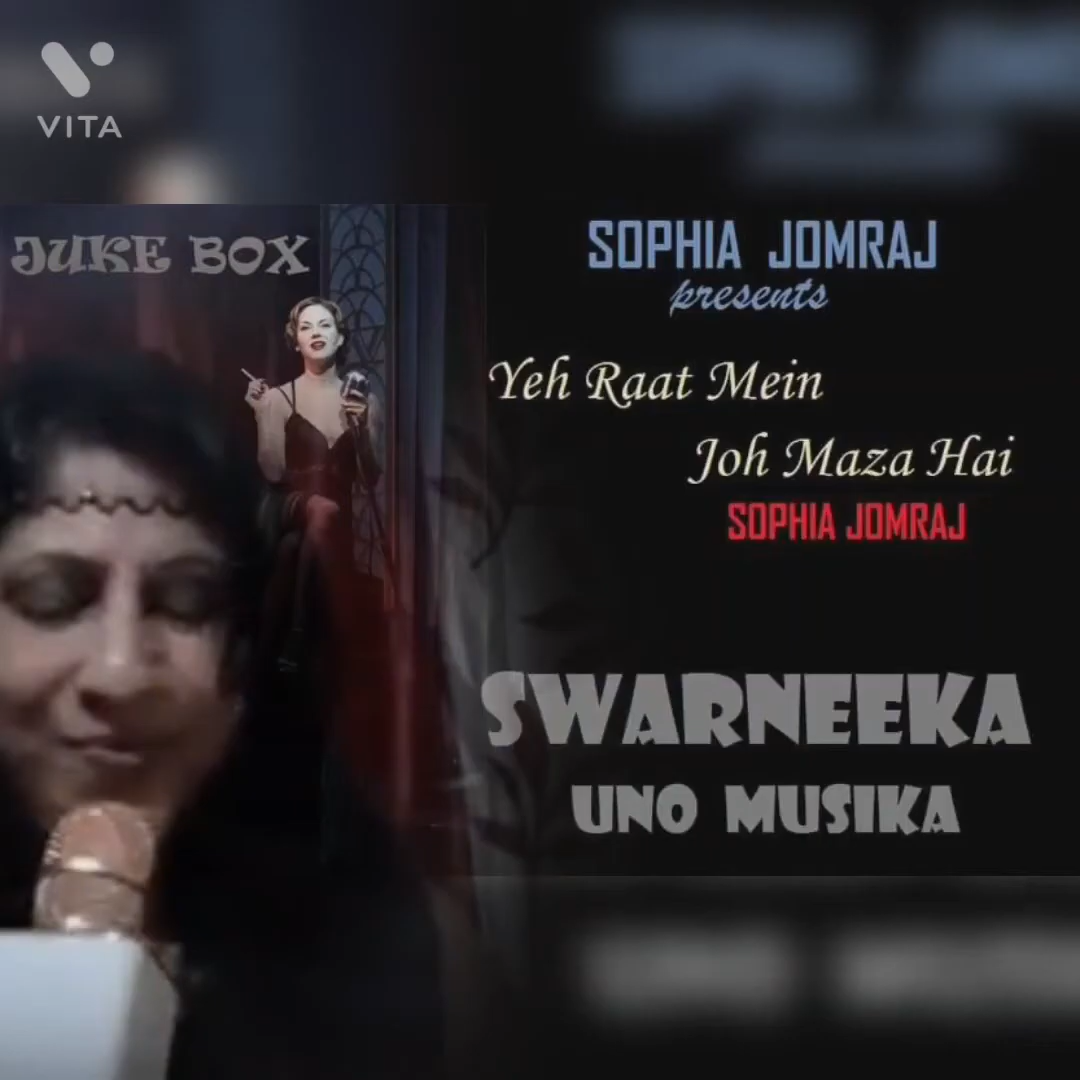 VITA
JUKE BOX
SOPHIA JOMRAJ
presents
Yeh Raat Mein
Joh Maza Hai
SOPHIA JOMRAJ
SWARNEEKA
UNO MUSIKA